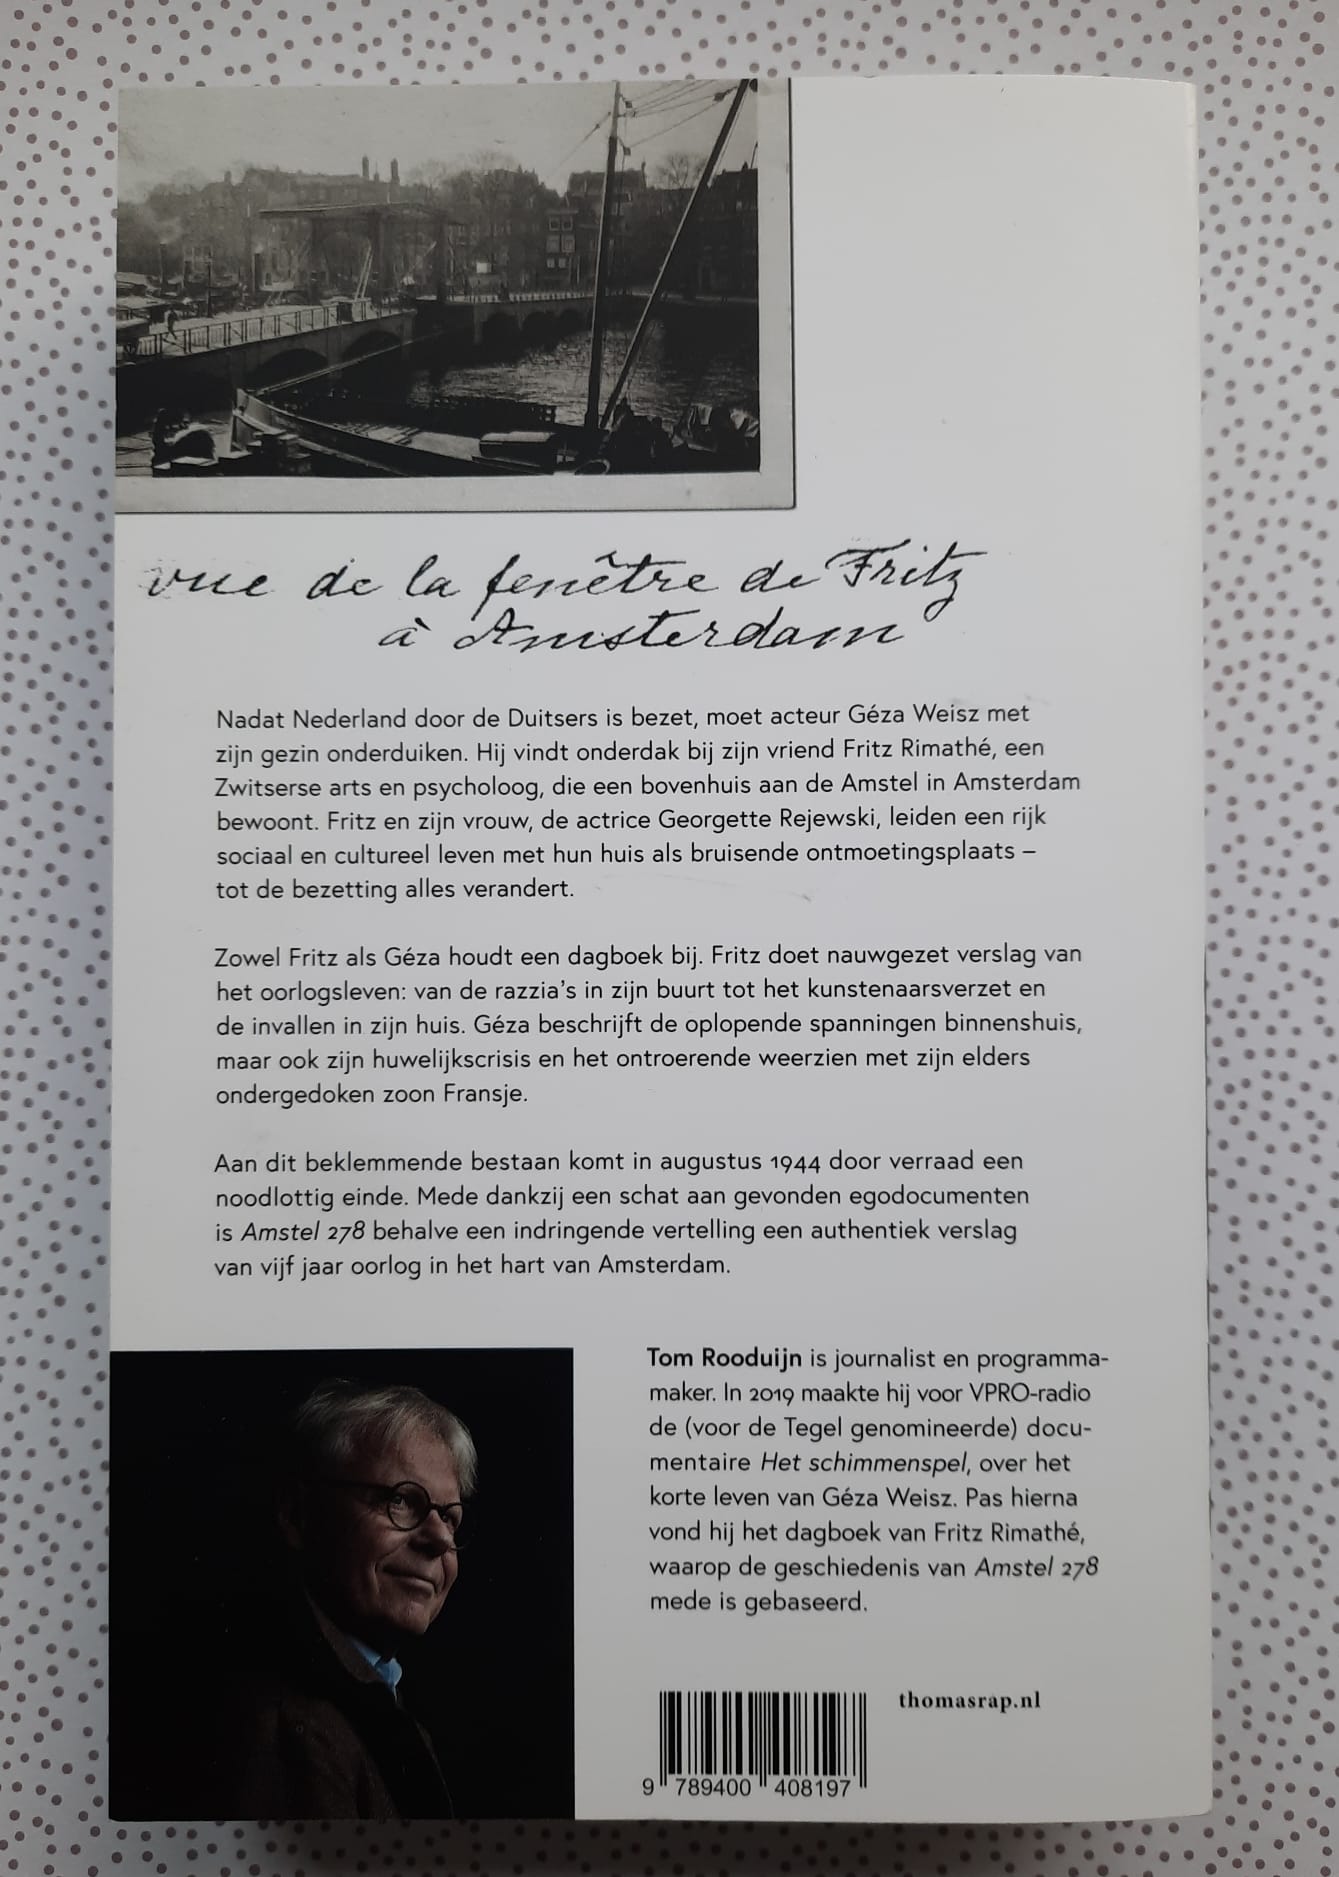 vue de la fenêtre de Fritz
à Amsterdam
Nadat Nederland door de Duitsers is bezet, moet acteur Géza Weisz met
zijn gezin onderduiken. Hij vindt onderdak bij zijn vriend Fritz Rimathé, een
Zwitserse arts en psycholoog, die een bovenhuis aan de Amstel in Amsterdam
bewoont. Fritz en zijn vrouw, de actrice Georgette Rejewski, leiden een rijk
sociaal en cultureel leven met hun huis als bruisende ontmoetingsplaats –
tot de bezetting alles verandert.
Zowel Fritz als Géza houdt een dagboek bij. Fritz doet nauwgezet verslag van
het oorlogsleven: van de razzia's in zijn buurt tot het kunstenaarsverzet en
de invallen in zijn huis. Géza beschrijft de oplopende spanningen binnenshuis,
maar ook zijn huwelijkscrisis en het ontroerende weerzien met zijn elders
ondergedoken zoon Fransje.
Aan dit beklemmende bestaan komt in augustus 1944 door verraad een
noodlottig einde. Mede dankzij een schat aan gevonden egodocumenten
is Amstel 278 behalve een indringende vertelling een authentiek verslag
van vijf jaar oorlog in het hart van Amsterdam.
Tom Rooduijn is journalist en programma-
maker. In 2019 maakte hij voor VPRO-radio
de (voor de Tegel genomineerde) docu-
mentaire Het schimmenspel, over het
korte leven van Géza Weisz. Pas hierna
vond hij het dagboek van Fritz Rimathé,
waarop de geschiedenis van Amstel 278
mede is gebaseerd.
thomasrap.nl
9 789400 408197